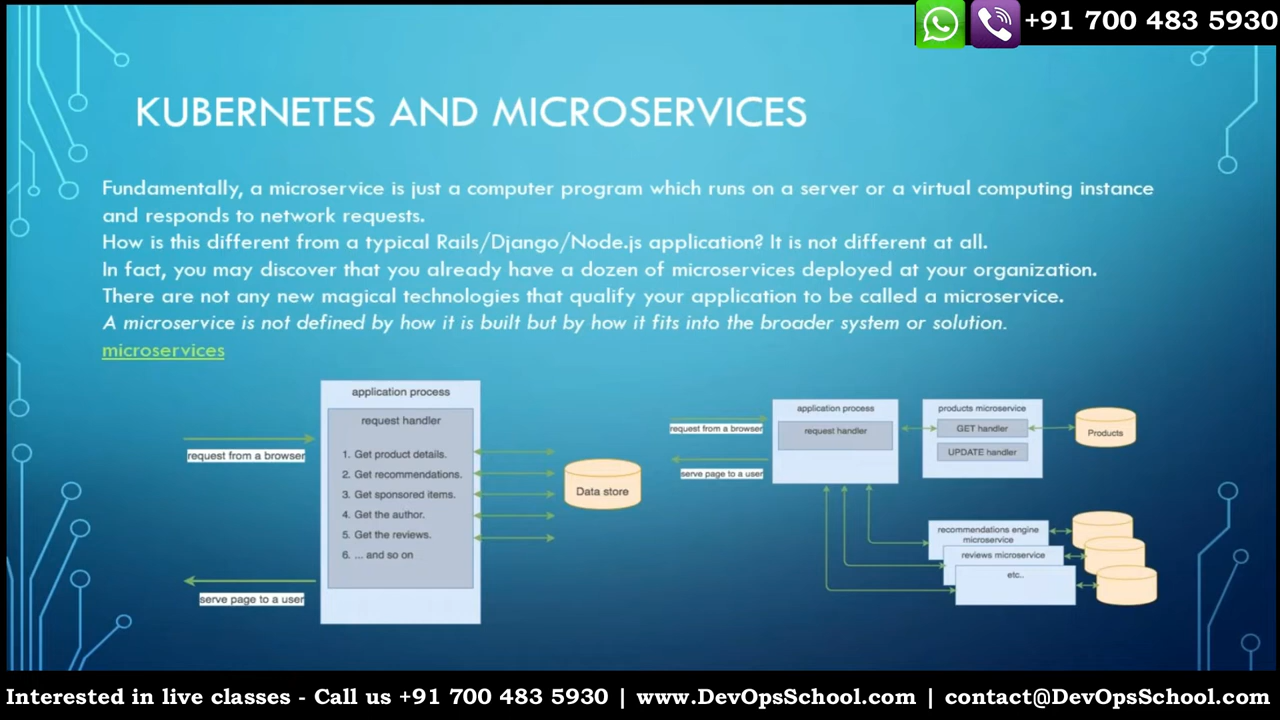 +91 700 483 5930
KUBERNETES AND MICROSERVICES
Fundamentally, a microservice is just a computer program which runs on a server or a virtual computing instance
and responds to network requests.
How is this different from a typical Rails/Django/Node.js application? It is not different at all.
In fact, you may discover that you already have a dozen of microservices deployed at your organization.
There are not any new magical technologies that qualify your application to be called a microservice.
A microservice is not defined by how it is built but by how it fits into the broader system or solution.
microservices
application process
request handler
request from a browser
1. Get product details.
2. Get recommendations.
3. Get sponsored items.
4. Get the author.
5. Get the reviews.
6. ... and so on
serve page to a user
Data store
application process
request handler
request from a browser
serve page to a user
products microservice
GET handler
UPDATE handler
Products
recommendations engine
microservice
reviews microservice
etc..
Interested in live classes - Call us +91 700 483 5930 | www.DevOpsSchool.com | contact@DevOpsSchool.com